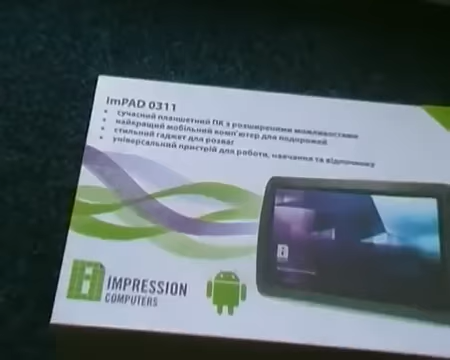 ImPAD 0311
• сучасний планшетний ПК з розширеними можливостями
• найкращий мобільний комп'ютер для подорожей
• стильний гаджет для розваг
• універсальний пристрій для роботи, навчання та відпочинку
IMPRESSION
COMPUTERS